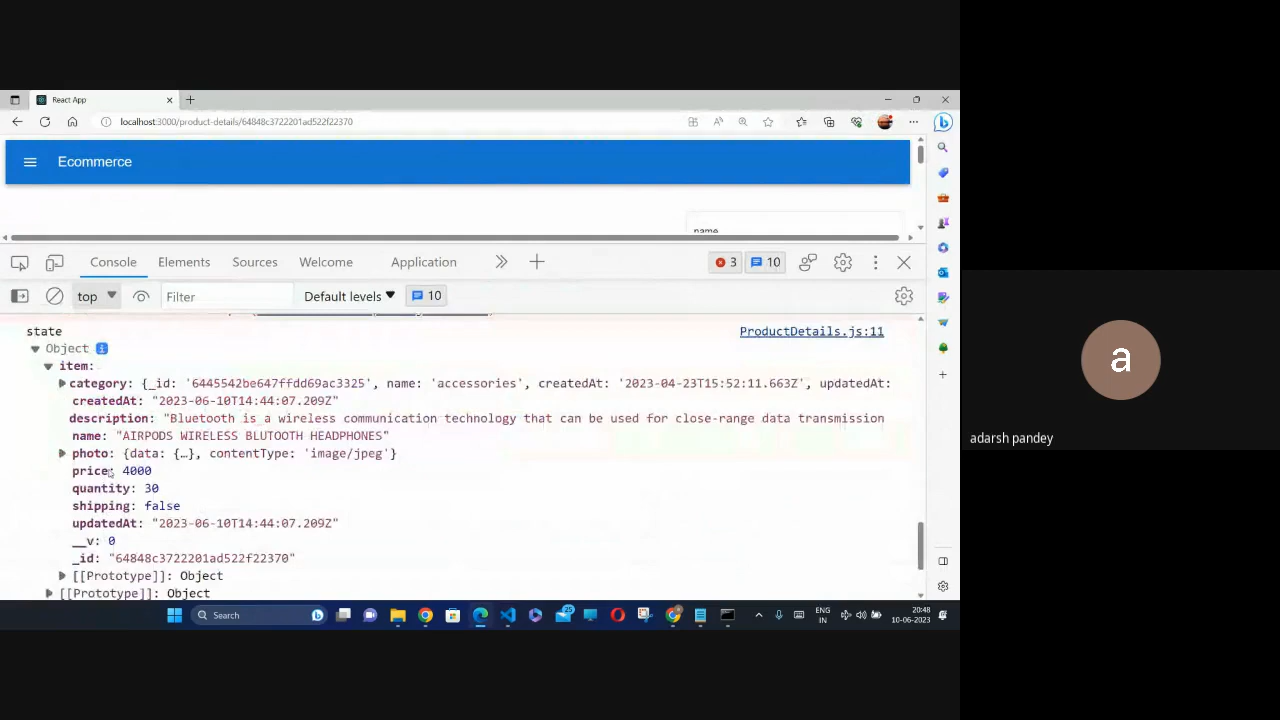 React App
localhost:3000/product-details/64848c3722201ad522f22370
Ecommerce
name
Console Elements Sources Welcome Application 3 10
top Filter Default levels 10
state ProductDetails.js:11
Object
item:
category: {_id: '6445542be647ffdd69ac3325', name: 'accessories', createdAt: '2023-04-23T15:52:11.663Z', updatedAt:
createdAt: "2023-06-10T14:44:07.209Z"
description: "Bluetooth is a wireless communication technology that can be used for close-range data transmission
name: "AIRPODS WIRELESS BLUTOOTH HEADPHONES"
photo: {data: {…}, contentType: 'image/jpeg'}
price: 4000
quantity: 30
shipping: false
updatedAt: "2023-06-10T14:44:07.209Z"
__v: 0
_id: "64848c3722201ad522f22370"
[[Prototype]]: Object
[[Prototype]]: Object
a
adarsh pandey
Search
ENG
IN
20:48
10-06-2023